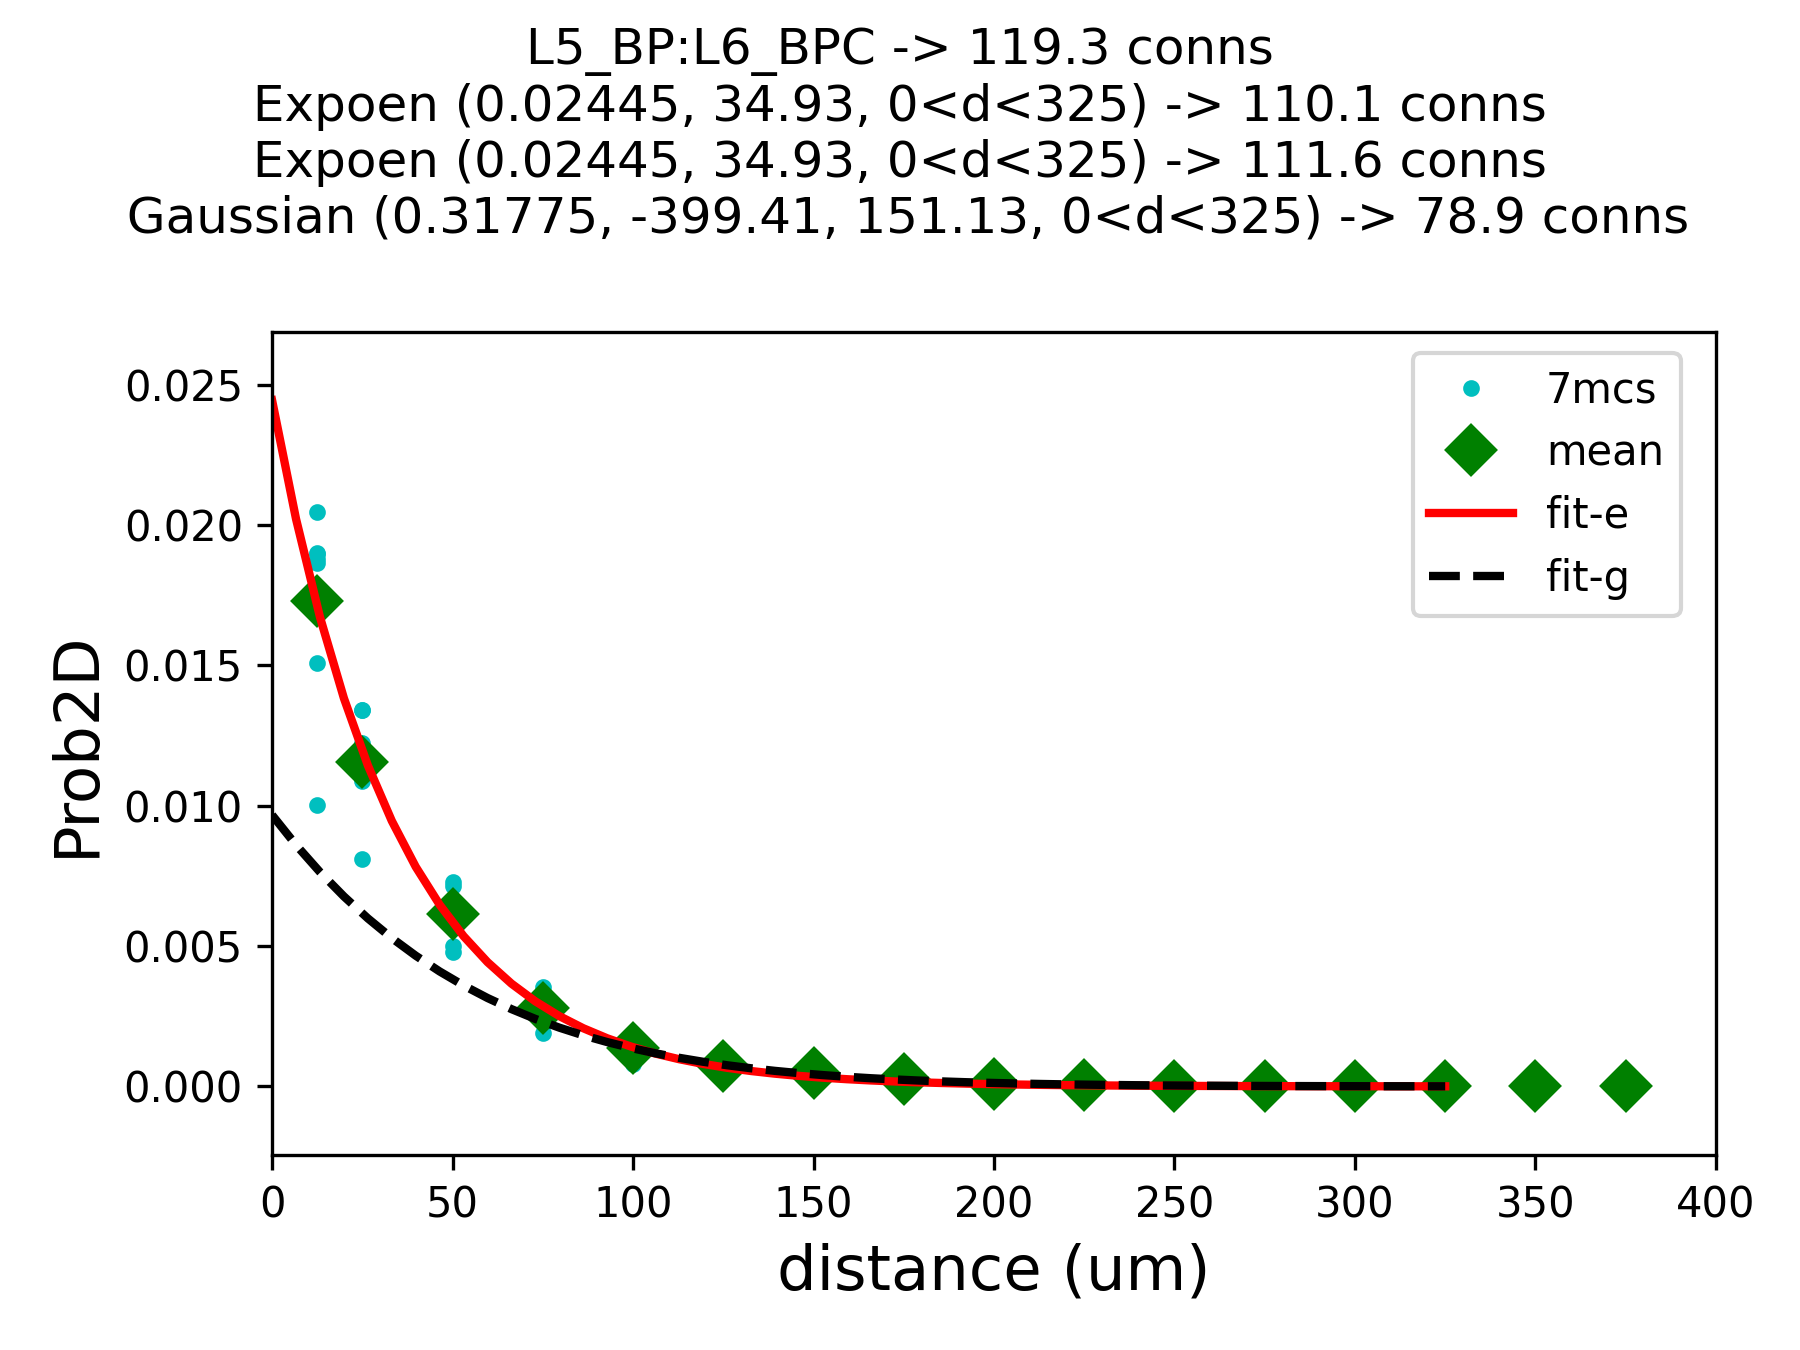 L5_BP:L6_BPC -> 119.3 conns
Expoen (0.02445, 34.93, 0<d<325) -> 110.1 conns
Expoen (0.02445, 34.93, 0<d<325) -> 111.6 conns
Gaussian (0.31775, -399.41, 151.13, 0<d<325) -> 78.9 conns
7mcs
mean
fit-e
fit-g
Prob2D
0.025
0.020
0.015
0.010
0.005
0.000
0 50 100 150 200 250 300 350 400
distance (um)